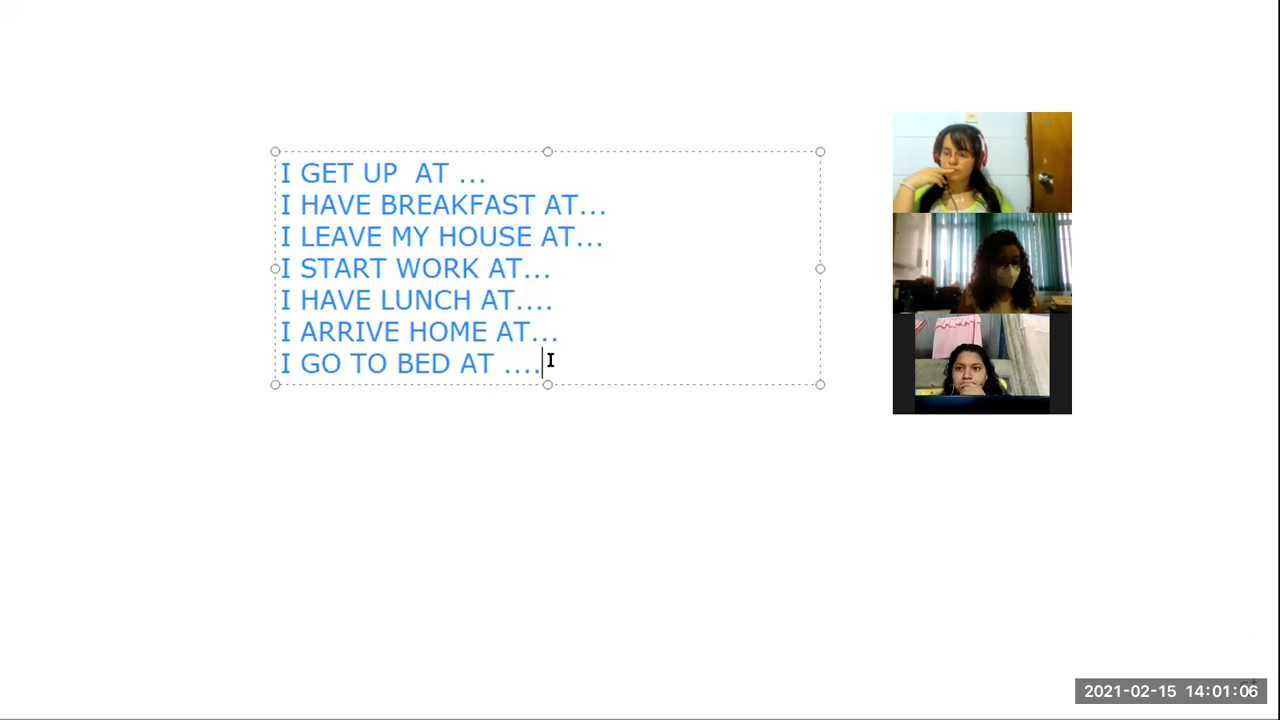 I GET UP  AT ...
I HAVE BREAKFAST AT...
I LEAVE MY HOUSE AT...
I START WORK AT...
I HAVE LUNCH AT....
I ARRIVE HOME AT...
I GO TO BED AT ....
2021-02-15 14:01:06